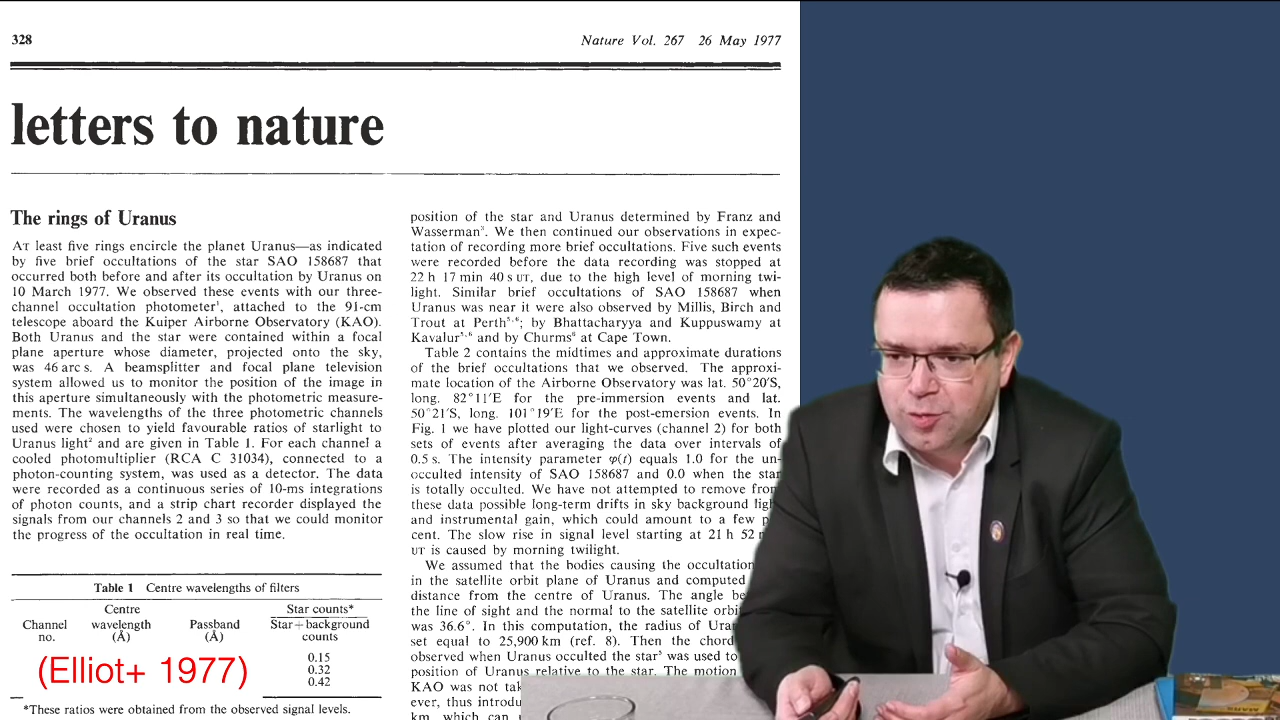 328
Nature Vol. 267 26 May 1977
letters to nature
The rings of Uranus
AT least five rings encircle the planet Uranus—as indicated
by five brief occultations of the star SAO 158687 that
occurred both before and after its occultation by Uranus on
10 March 1977. We observed these events with our three-
channel occultation photometer¹, attached to the 91-cm
telescope aboard the Kuiper Airborne Observatory (KAO).
Both Uranus and the star were contained within a focal
plane aperture whose diameter, projected onto the sky,
was 46 arc s. A beamsplitter and focal plane television
system allowed us to monitor the position of the image in
this aperture simultaneously with the photometric measure-
ments. The wavelengths of the three photometric channels
used were chosen to yield favourable ratios of starlight to
Uranus light² and are given in Table 1. For each channel a
cooled photomultiplier (RCA C 31034), connected to a
photon-counting system, was used as a detector. The data
were recorded as a continuous series of 10-ms integrations
of photon counts, and a strip chart recorder displayed the
signals from our channels 2 and 3 so that we could monitor
the progress of the occultation in real time.
Table 1 Centre wavelengths of filters
Centre Star counts*
Channel wavelength Passband Star+background
no. (Å) (Å) counts
0.15
(Elliot+ 1977)
0.32
0.42
*These ratios were obtained from the observed signal levels.
position of the star and Uranus determined by Franz and
Wasserman³. We then continued our observations in expec-
tation of recording more brief occultations. Five such events
were recorded before the data recording was stopped at
22 h 17 min 40 s UT, due to the high level of morning twi-
light. Similar brief occultations of SAO 158687 when
Uranus was near it were also observed by Millis, Birch and
Trout at Perth⁵,⁶; by Bhattacharyya and Kuppuswamy at
Kavalur⁵,⁶ and by Churms⁶ at Cape Town.
Table 2 contains the midtimes and approximate durations
of the brief occultations that we observed. The approxi-
mate location of the Airborne Observatory was lat. 50°20′S,
long. 82°11′E for the pre-immersion events and lat.
50°21′S, long. 101°19′E for the post-emersion events. In
Fig. 1 we have plotted our light-curves (channel 2) for both
sets of events after averaging the data over intervals of
0.5 s. The intensity parameter φ(t) equals 1.0 for the un-
occulted intensity of SAO 158687 and 0.0 when the star
is totally occulted. We have not attempted to remove from
these data possible long-term drifts in sky background
and instrumental gain, which could amount to a few
cent. The slow rise in signal level starting at 21 h 52
UT is caused by morning twilight.
We assumed that the bodies causing the occultation
in the satellite orbit plane of Uranus and computed
distance from the centre of Uranus. The angle
the line of sight and the normal to the satellite
was 36.6°. In this computation, the radius of
set equal to 25,900 km (ref. 8). Then the chord
observed when Uranus occulted the star⁵ was used to
position of Uranus relative to the star. The motion
KAO was not
ever, thus
km, which can